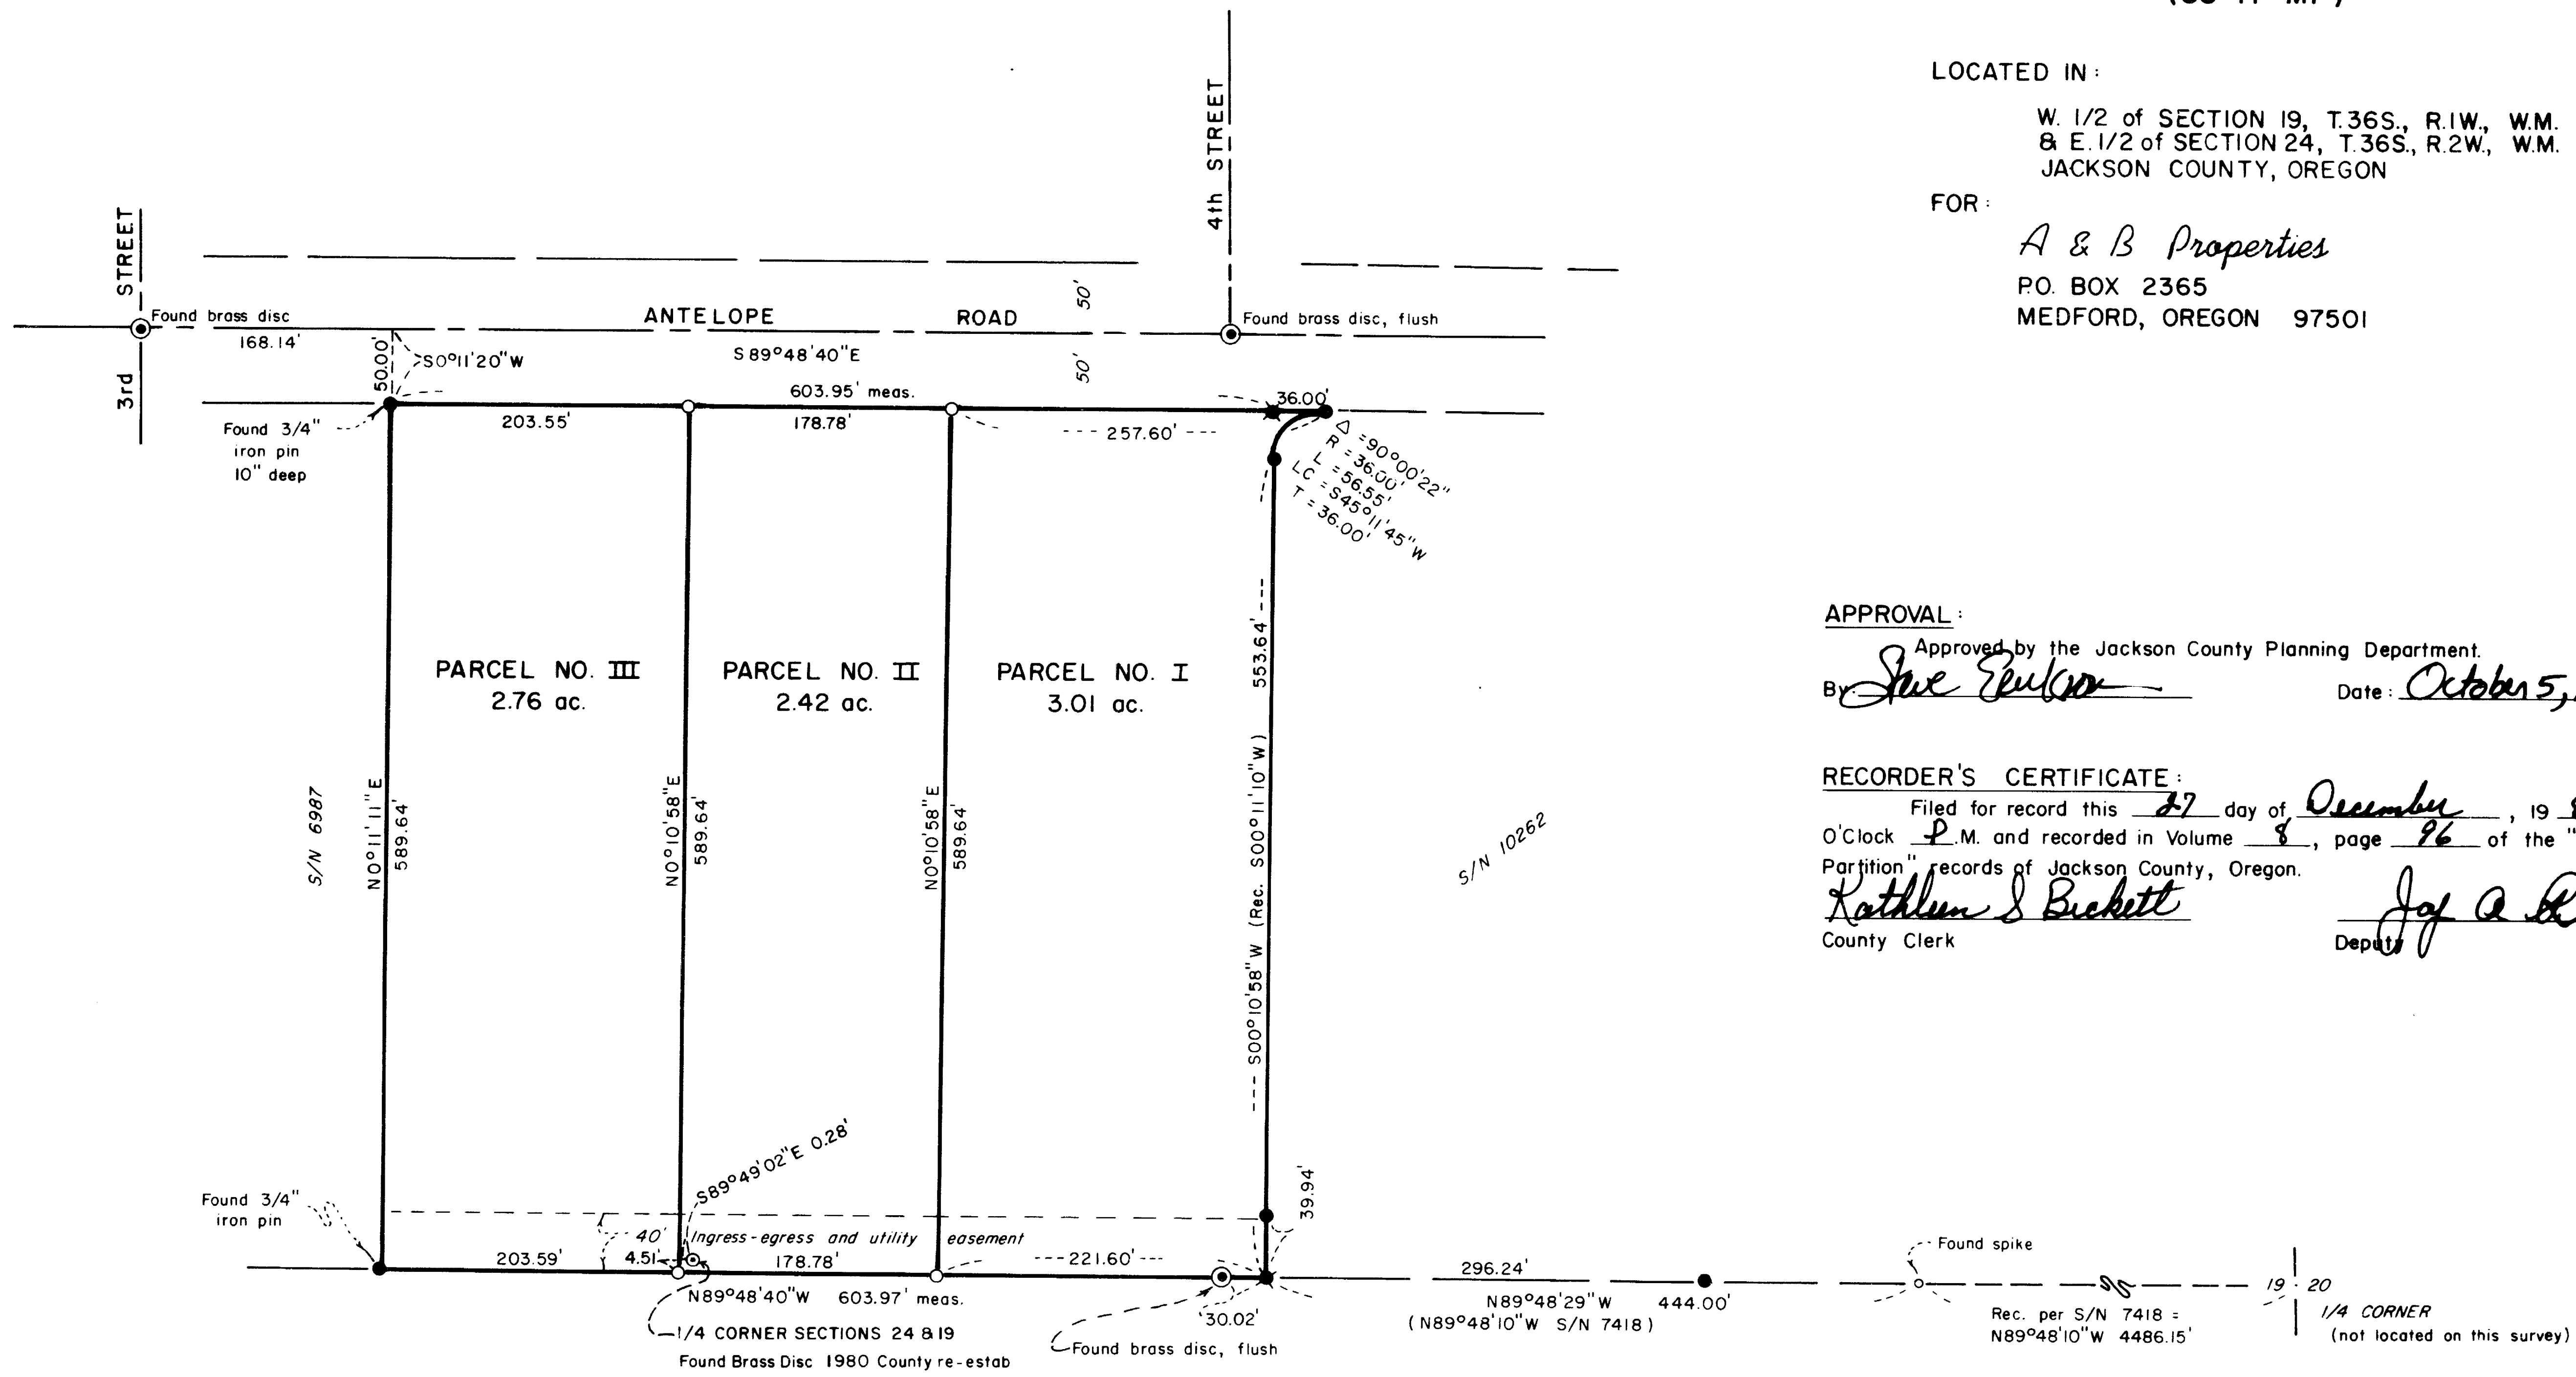 LOCATED IN :
W. 1/2 of SECTION 19, T.36S., R.1W., W.M.
& E. 1/2 of SECTION 24, T.36S., R.2W., W.M.
JACKSON COUNTY, OREGON
FOR :
A & B Properties
P.O. BOX 2365
MEDFORD, OREGON 97501
4th STREET
3rd STREET
Found brass disc
168.14'
ANTELOPE ROAD
50'
Found brass disc, flush
S89°48'40"E
50'
50.00'
S0°11'20"W
603.95' meas.
36.00'
203.55'
178.78'
--- 257.60' ---
Found 3/4"
iron pin
10" deep
Δ =90°00'22"
R = 36.00'
L = 56.55'
LC = S45°11'45"W
T = 36.00'
PARCEL NO. III
2.76 ac.
PARCEL NO. II
2.42 ac.
PARCEL NO. I
3.01 ac.
S/N 6987
N0°11'11"E
589.64'
N0°10'58"E
589.64'
N0°10'58"E
589.64'
--- S00°10'58"W (Rec. S00°11'10"W) 553.64' ---
S/N 10262
APPROVAL :
Approved by the Jackson County Planning Department.
By:
Date : October 5,
RECORDER'S CERTIFICATE :
Filed for record this 27 day of December , 19
O'Clock P.M. and recorded in Volume 8, page 96 of the "
Partition" records of Jackson County, Oregon.
Kathleen S Beckett
County Clerk
Deputy
S89°49'02"E 0.28'
39.94'
Found 3/4"
iron pin
40' Ingress-egress and utility easement
203.59'
4.51'
178.78'
---221.60'---
N89°48'40"W 603.97' meas.
1/4 CORNER SECTIONS 24 & 19
Found Brass Disc 1980 County re-estab
30.02'
Found brass disc, flush
296.24'
N89°48'29"W 444.00'
(N89°48'10"W S/N 7418)
Found spike
19 20
Rec. per S/N 7418 =
N89°48'10"W 4486.15'
1/4 CORNER
(not located on this survey)